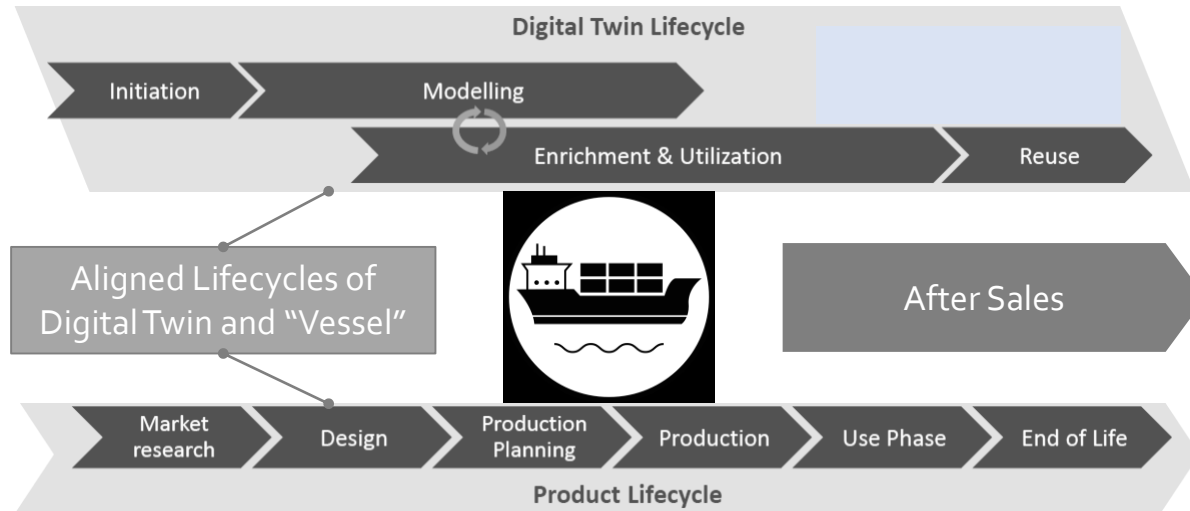 Digital Twin Lifecycle
Initiation
Modelling
Enrichment & Utilization
Reuse
Aligned Lifecycles of
Digital Twin and “Vessel”
After Sales
Market
research
Design
Production
Planning
Production
Use Phase
End of Life
Product Lifecycle